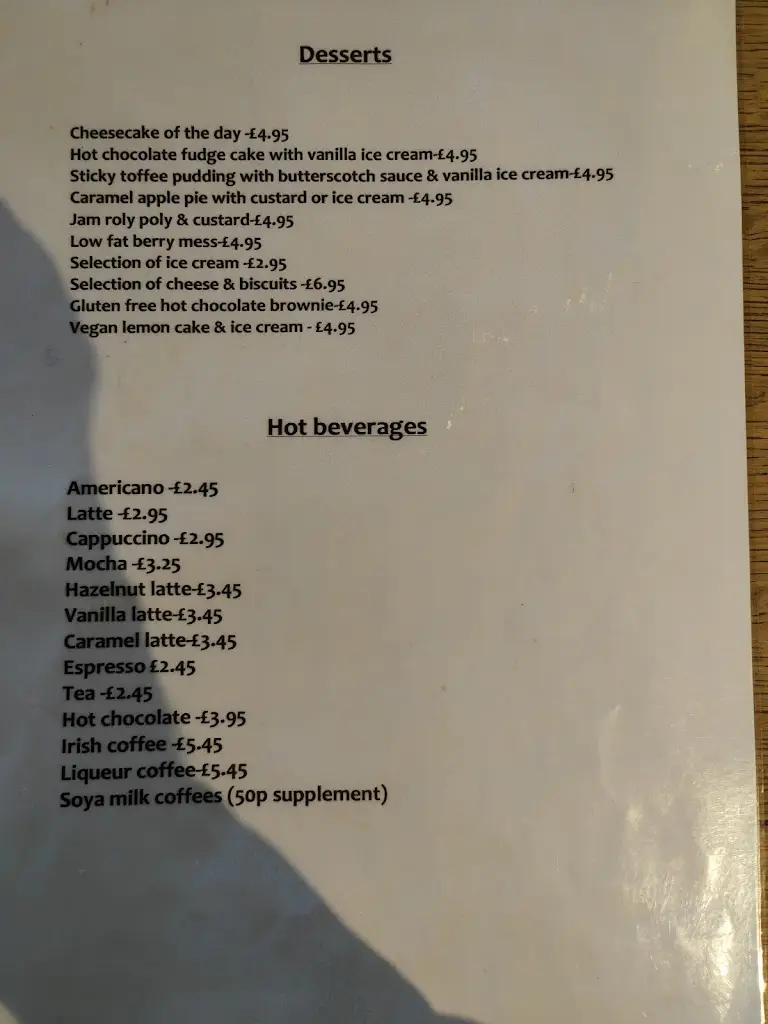 Desserts
Cheesecake of the day -£4.95
Hot chocolate fudge cake with vanilla ice cream-£4.95
Sticky toffee pudding with butterscotch sauce & vanilla ice cream-£4.95
Caramel apple pie with custard or ice cream -£4.95
Jam roly poly & custard-£4.95
Low fat berry mess-£4.95
Selection of ice cream -£2.95
Selection of cheese & biscuits -£6.95
Gluten free hot chocolate brownie-£4.95
Vegan lemon cake & ice cream - £4.95
Hot beverages
Americano -£2.45
Latte -£2.95
Cappuccino -£2.95
Mocha -£3.25
Hazelnut latte-£3.45
Vanilla latte-£3.45
Caramel latte-£3.45
Espresso £2.45
Tea -£2.45
Hot chocolate -£3.95
Irish coffee -£5.45
Liqueur coffee-£5.45
Soya milk coffees (50p supplement)